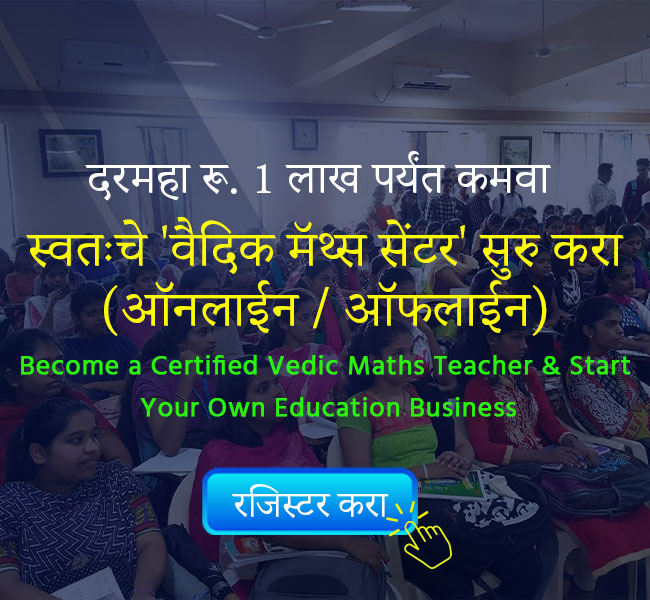 दरमहा रू. 1 लाख पर्यंत कमवा
स्वतःचे 'वैदिक मॅथ्स सेंटर' सुरु करा
(ऑनलाईन / ऑफलाईन)
Become a Certified Vedic Maths Teacher & Start
Your Own Education Business
रजिस्टर करा